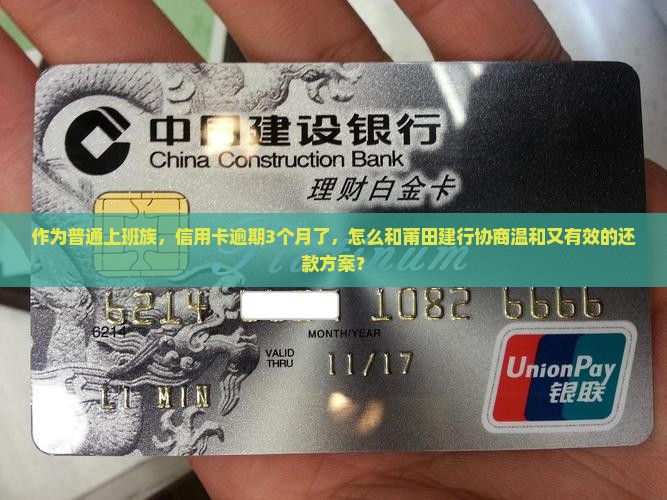 中国建设银行
China Construction Bank
理财白金卡
作为普通上班族，信用卡逾期3个月了，怎么和莆田建行协商温和又有效的还
款方案？
Platinum
6214 1082 6666
6214
MONTH/YEAR
VALID
THRU
11/17
LI MIN
UnionPay
银联